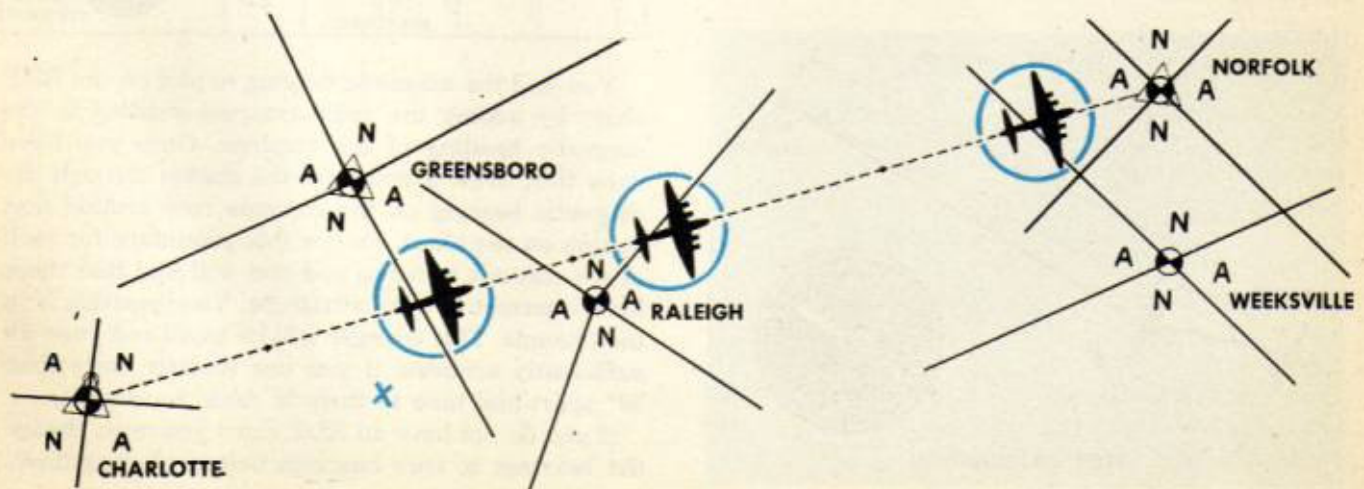 N
A A
N
NORFOLK
N
A A
N
GREENSBORO
N
A A
N
RALEIGH
A A
N
WEEKSVILLE
A N
N A
CHARLOTTE
x